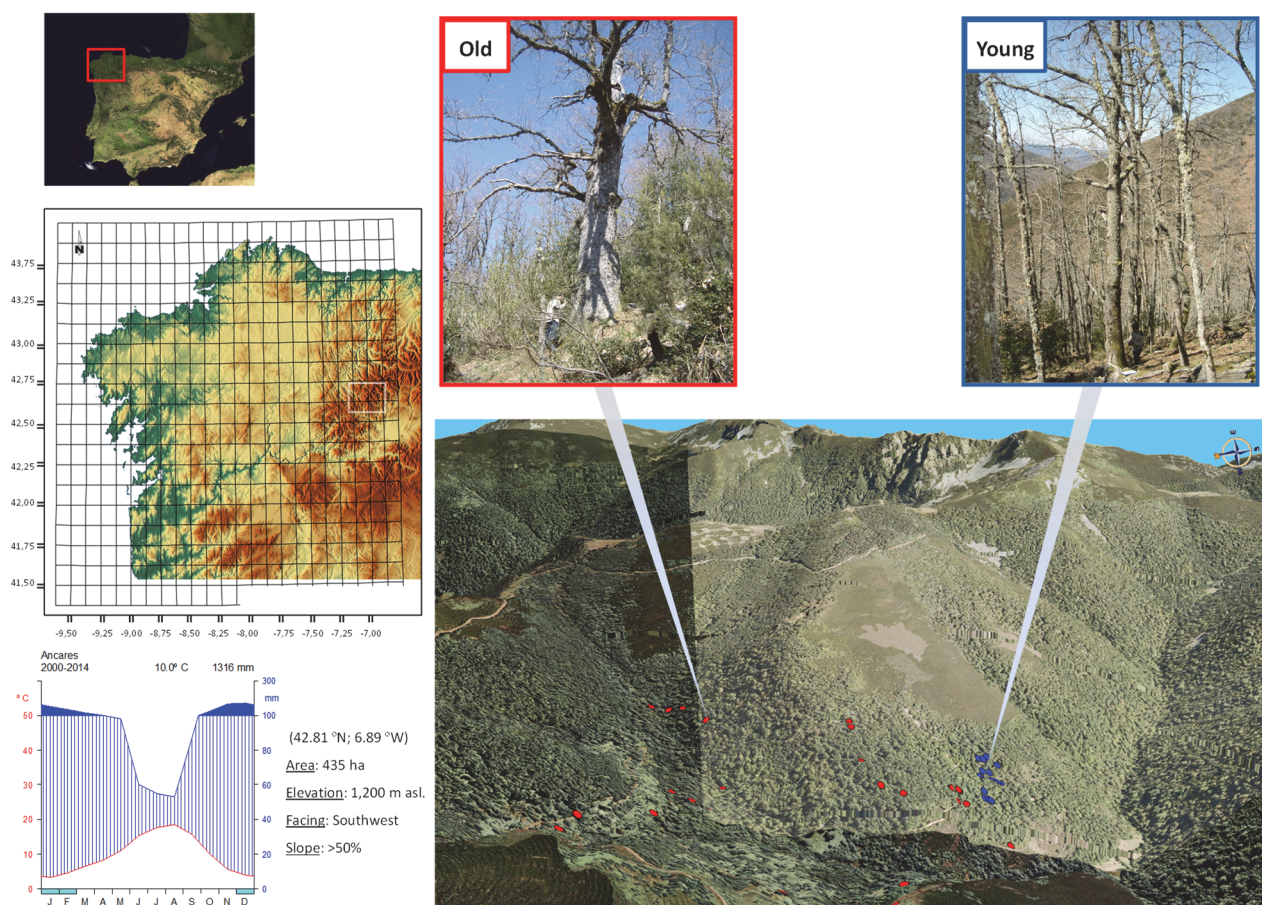 Old
Young
N
43,75
43,25
43,00
42,75
42,50
42,25
42,00
41,75
41,50
-9,50
-9,25
-9,00
-8,75
-8,50
-8,25
-8,00
-7,75
-7,50
-7,25
-7,00
Ancares
2000-2014 10.0º C 1316 mm
300
º C mm
50 100
40 80
30 60
20 40
10 20
0 0
J F M A M J J A S O N D
(42.81 °N; 6.89 °W)
Area: 435 ha
Elevation: 1,200 m asl.
Facing: Southwest
Slope: >50%